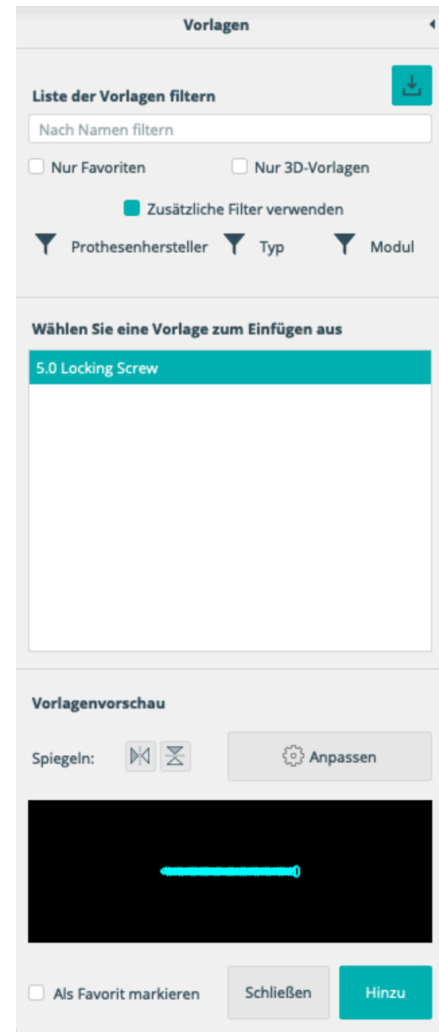 Vorlagen
Liste der Vorlagen filtern
Nach Namen filtern
Nur Favoriten
Nur 3D-Vorlagen
Zusätzliche Filter verwenden
Prothesenhersteller
Typ
Modul
Wählen Sie eine Vorlage zum Einfügen aus
5.0 Locking Screw
Vorlagenvorschau
Spiegeln:
Anpassen
Als Favorit markieren
Schließen
Hinzu